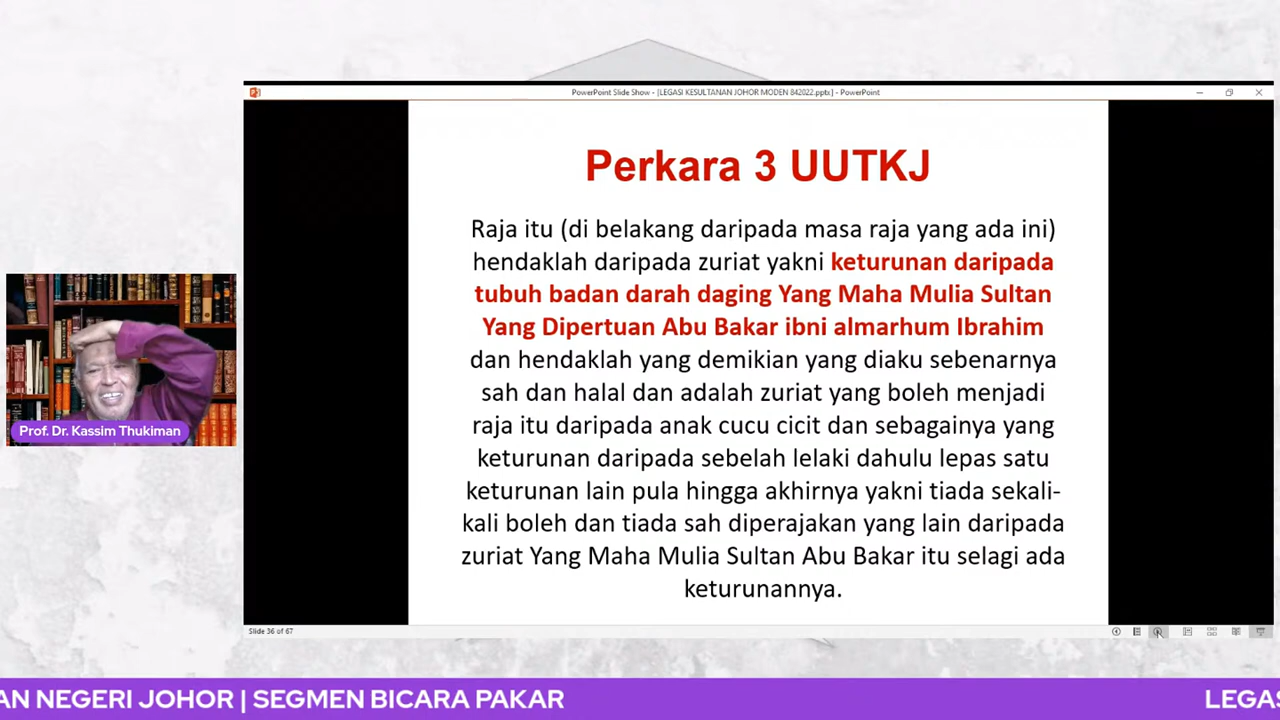 PowerPoint Slide Show - [LEGASI KESULTANAN JOHOR MODEN 842022.pptx] - PowerPoint
Perkara 3 UUTKJ
Raja itu (di belakang daripada masa raja yang ada ini)
hendaklah daripada zuriat yakni keturunan daripada
tubuh badan darah daging Yang Maha Mulia Sultan
Yang Dipertuan Abu Bakar ibni almarhum Ibrahim
dan hendaklah yang demikian yang diaku sebenarnya
sah dan halal dan adalah zuriat yang boleh menjadi
raja itu daripada anak cucu cicit dan sebagainya yang
keturunan daripada sebelah lelaki dahulu lepas satu
keturunan lain pula hingga akhirnya yakni tiada sekali-
kali boleh dan tiada sah diperajakan yang lain daripada
zuriat Yang Maha Mulia Sultan Abu Bakar itu selagi ada
keturunannya.
Prof. Dr. Kassim Thukiman
Slide 36 of 67
AN NEGERI JOHOR | SEGMEN BICARA PAKAR
LEGAS